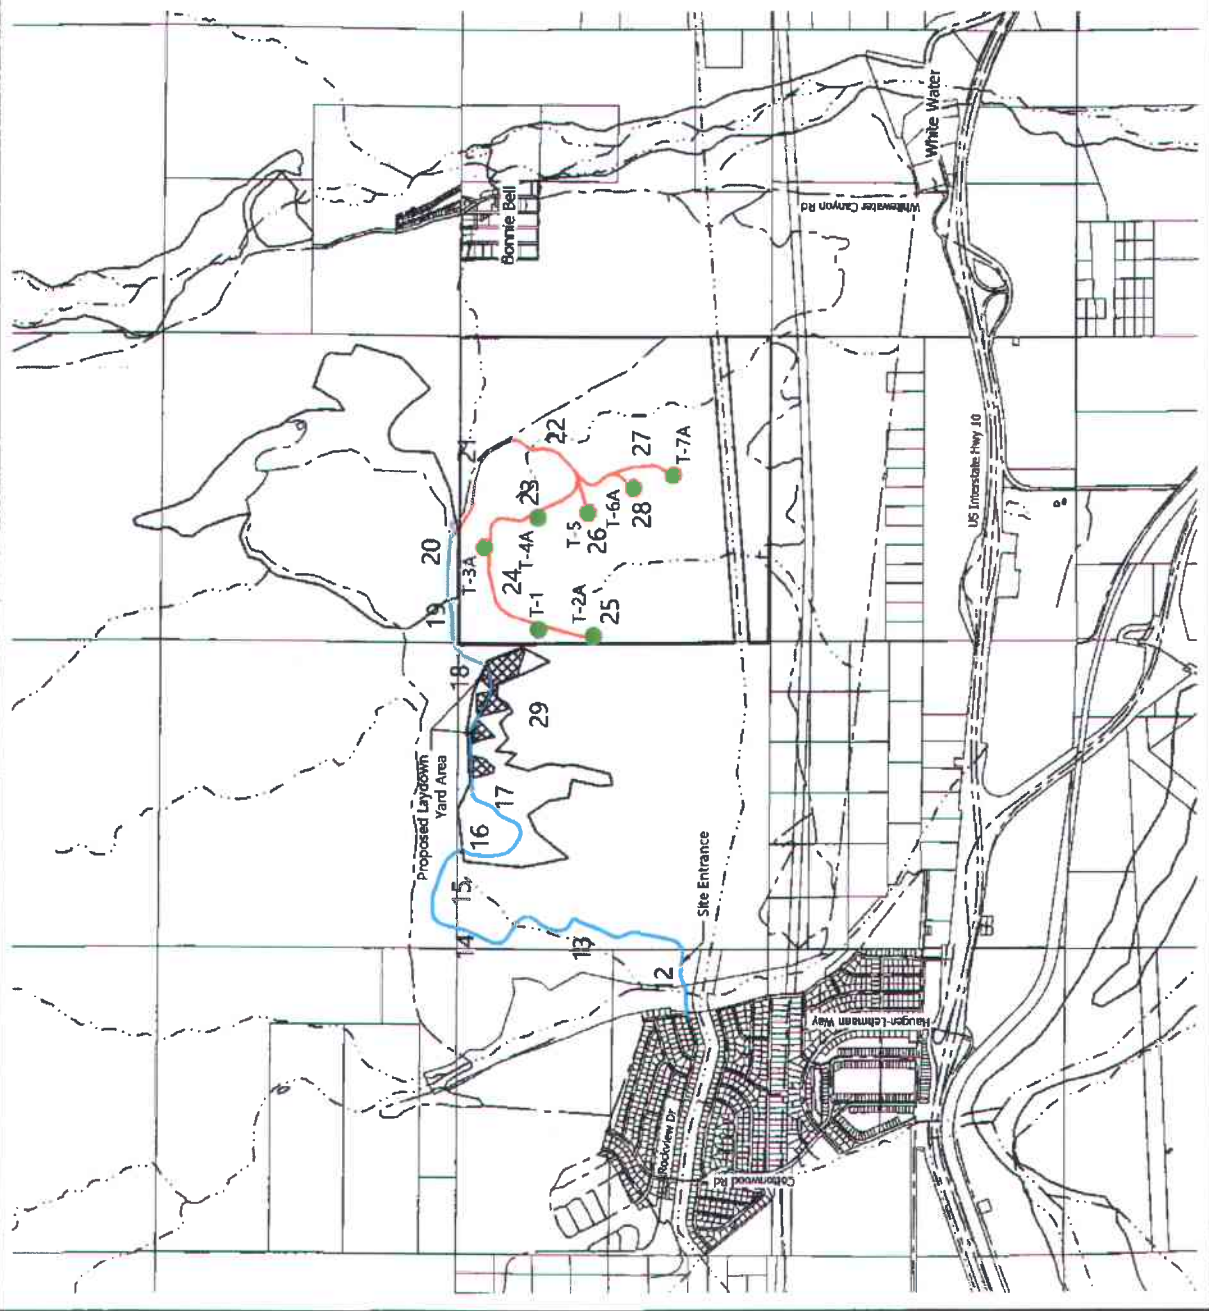 White Water
Whitewater Canyon Rd
Bonnie Bell
US Interstate Hwy 10
21
22
27
T-7A
20
23
T-4A
T-5
26
T-6A
28
T-3A
24
T-1
T-2A
25
19
18
29
Proposed Laydown
Yard Area
17
16
15
14
13
Site Entrance
12
Haugen-Lehmann Way
Rockview Dr
Cottonwood Rd